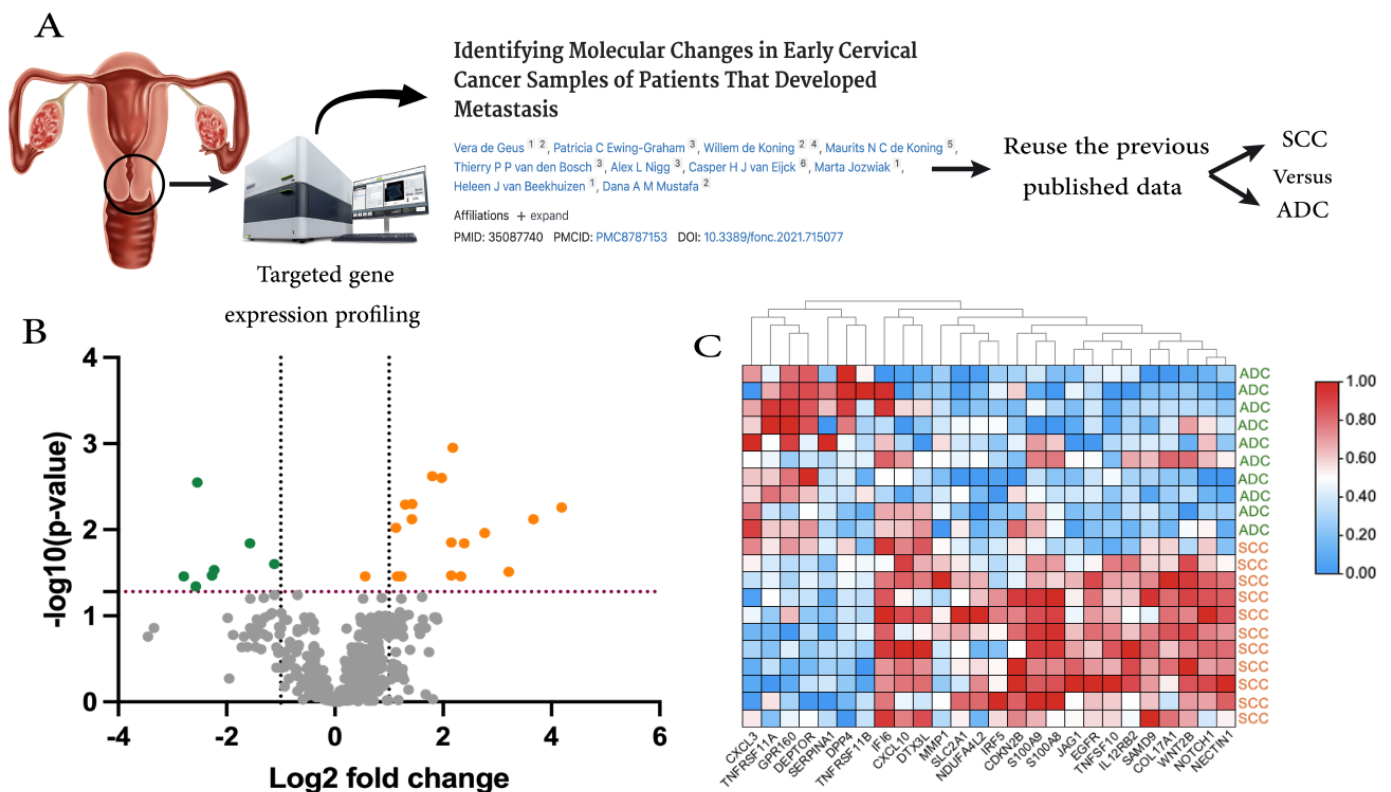 A
Identifying Molecular Changes in Early Cervical
Cancer Samples of Patients That Developed
Metastasis
Vera de Geus 1 2, Patricia C Ewing-Graham 3, Willem de Koning 2 4, Maurits N C de Koning 5,
Thierry P P van den Bosch 3, Alex L Nigg 3, Casper H J van Eijck 6, Marta Jozwiak 1,
Heleen J van Beekhuizen 1, Dana A M Mustafa 2
Affiliations + expand
PMID: 35087740 PMCID: PMC8787153 DOI: 10.3389/fonc.2021.715077
Targeted gene
expression profiling
Reuse the previous
published data
SCC
Versus
ADC
B
4
3
2
1
0
-log10(p-value)
-4 -2 0 2 4 6
Log2 fold change
C
ADC
ADC
ADC
ADC
ADC
ADC
ADC
ADC
ADC
ADC
SCC
SCC
SCC
SCC
SCC
SCC
SCC
SCC
SCC
SCC
SCC
CXCL3
TNFRSF11A
GPR160
DEPTOR
SERPINA1
DPP4
TNFRSF11B
IFI6
CXCL10
DTX3L
MMP1
SLC2A1
NDUFA4L2
IRF5
CDKN2B
S100A9
S100A8
JAG1
EGFR
TNFSF10
IL12RB2
SAMD9
COL17A1
WNT2B
NOTCH1
NECTIN1
1.00
0.80
0.60
0.40
0.20
0.00